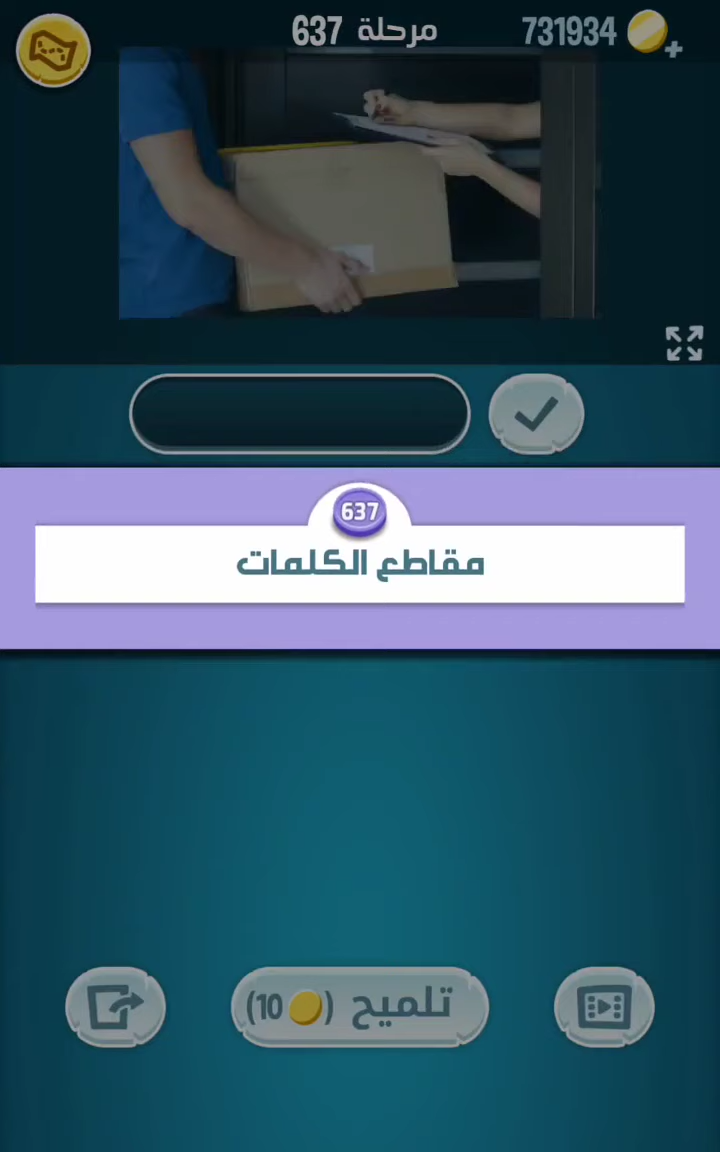 731934 مرحلة 637
637
مقاطع الكلمات
تلميح (10)